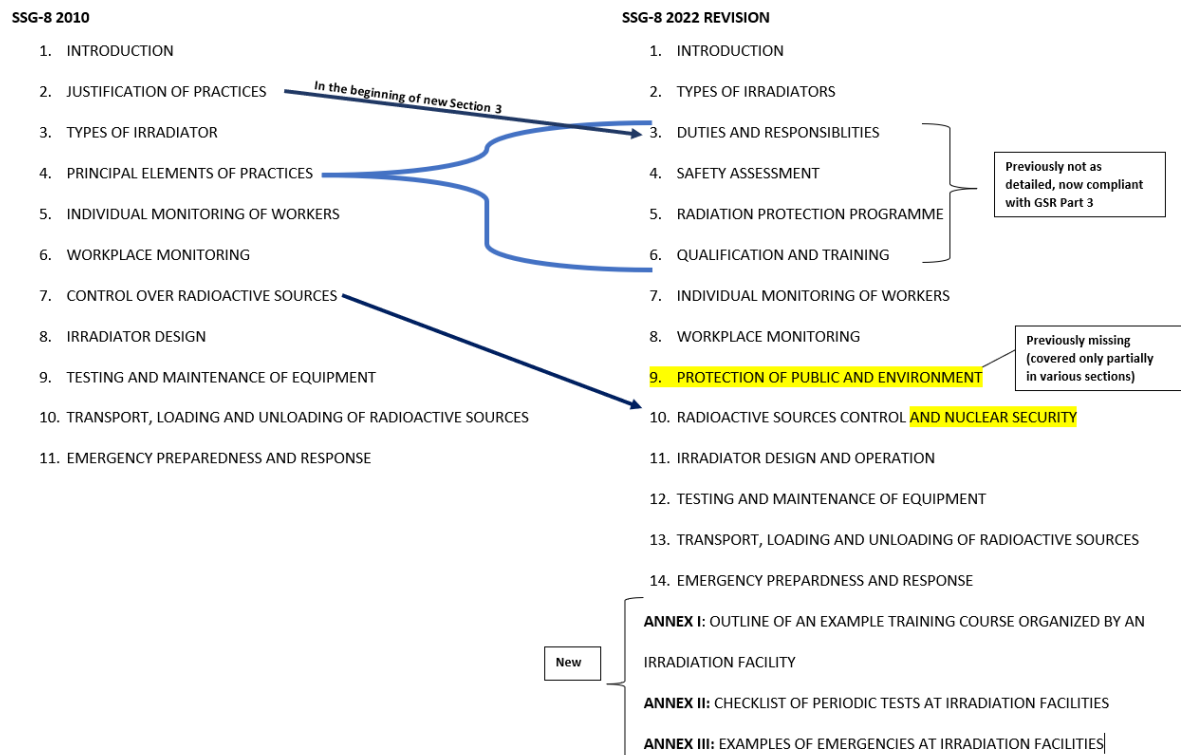 SSG-8 2010
1. INTRODUCTION
2. JUSTIFICATION OF PRACTICES
3. TYPES OF IRRADIATOR
4. PRINCIPAL ELEMENTS OF PRACTICES
5. INDIVIDUAL MONITORING OF WORKERS
6. WORKPLACE MONITORING
7. CONTROL OVER RADIOACTIVE SOURCES
8. IRRADIATOR DESIGN
9. TESTING AND MAINTENANCE OF EQUIPMENT
10. TRANSPORT, LOADING AND UNLOADING OF RADIOACTIVE SOURCES
11. EMERGENCY PREPAREDNESS AND RESPONSE
In the beginning of new Section 3
SSG-8 2022 REVISION
1. INTRODUCTION
2. TYPES OF IRRADIATORS
3. DUTIES AND RESPONSIBLITIES
4. SAFETY ASSESSMENT
5. RADIATION PROTECTION PROGRAMME
6. QUALIFICATION AND TRAINING
7. INDIVIDUAL MONITORING OF WORKERS
8. WORKPLACE MONITORING
9. PROTECTION OF PUBLIC AND ENVIRONMENT
10. RADIOACTIVE SOURCES CONTROL AND NUCLEAR SECURITY
11. IRRADIATOR DESIGN AND OPERATION
12. TESTING AND MAINTENANCE OF EQUIPMENT
13. TRANSPORT, LOADING AND UNLOADING OF RADIOACTIVE SOURCES
14. EMERGENCY PREPARDNESS AND RESPONSE
Previously not as
detailed, now compliant
with GSR Part 3
Previously missing
(covered only partially
in various sections)
New
ANNEX I: OUTLINE OF AN EXAMPLE TRAINING COURSE ORGANIZED BY AN
IRRADIATION FACILITY
ANNEX II: CHECKLIST OF PERIODIC TESTS AT IRRADIATION FACILITIES
ANNEX III: EXAMPLES OF EMERGENCIES AT IRRADIATION FACILITIES